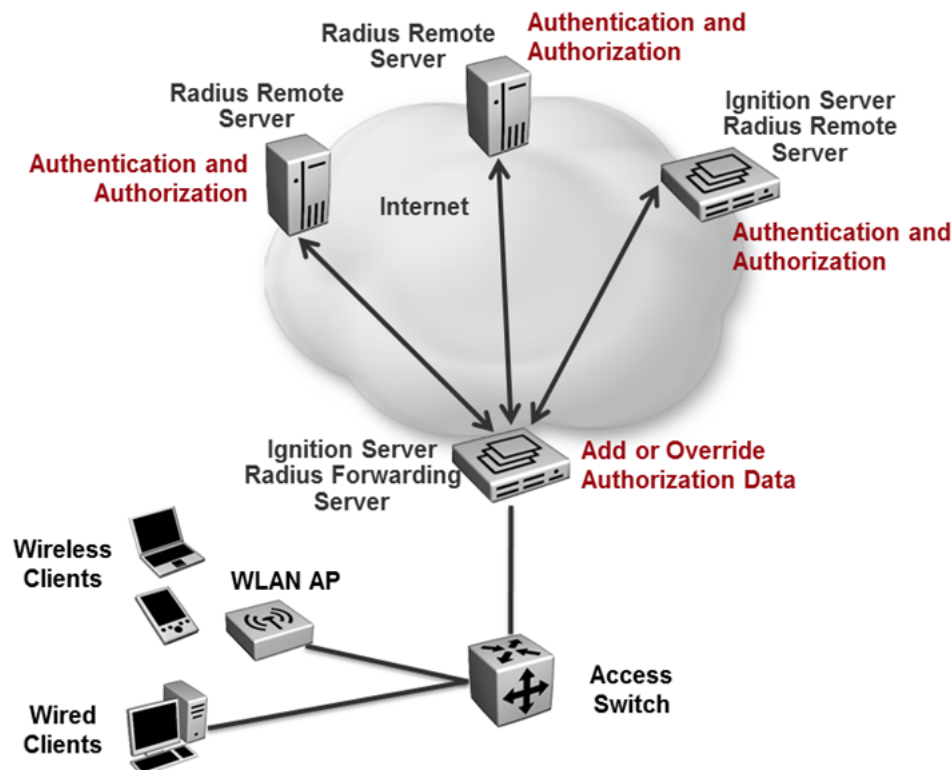 Radius Remote
Server
Authentication and
Authorization
Radius Remote
Server
Authentication and
Authorization
Ignition Server
Radius Remote
Server
Authentication and
Authorization
Internet
Ignition Server
Radius Forwarding
Server
Add or Override
Authorization Data
Wireless
Clients
WLAN AP
Access
Switch
Wired
Clients